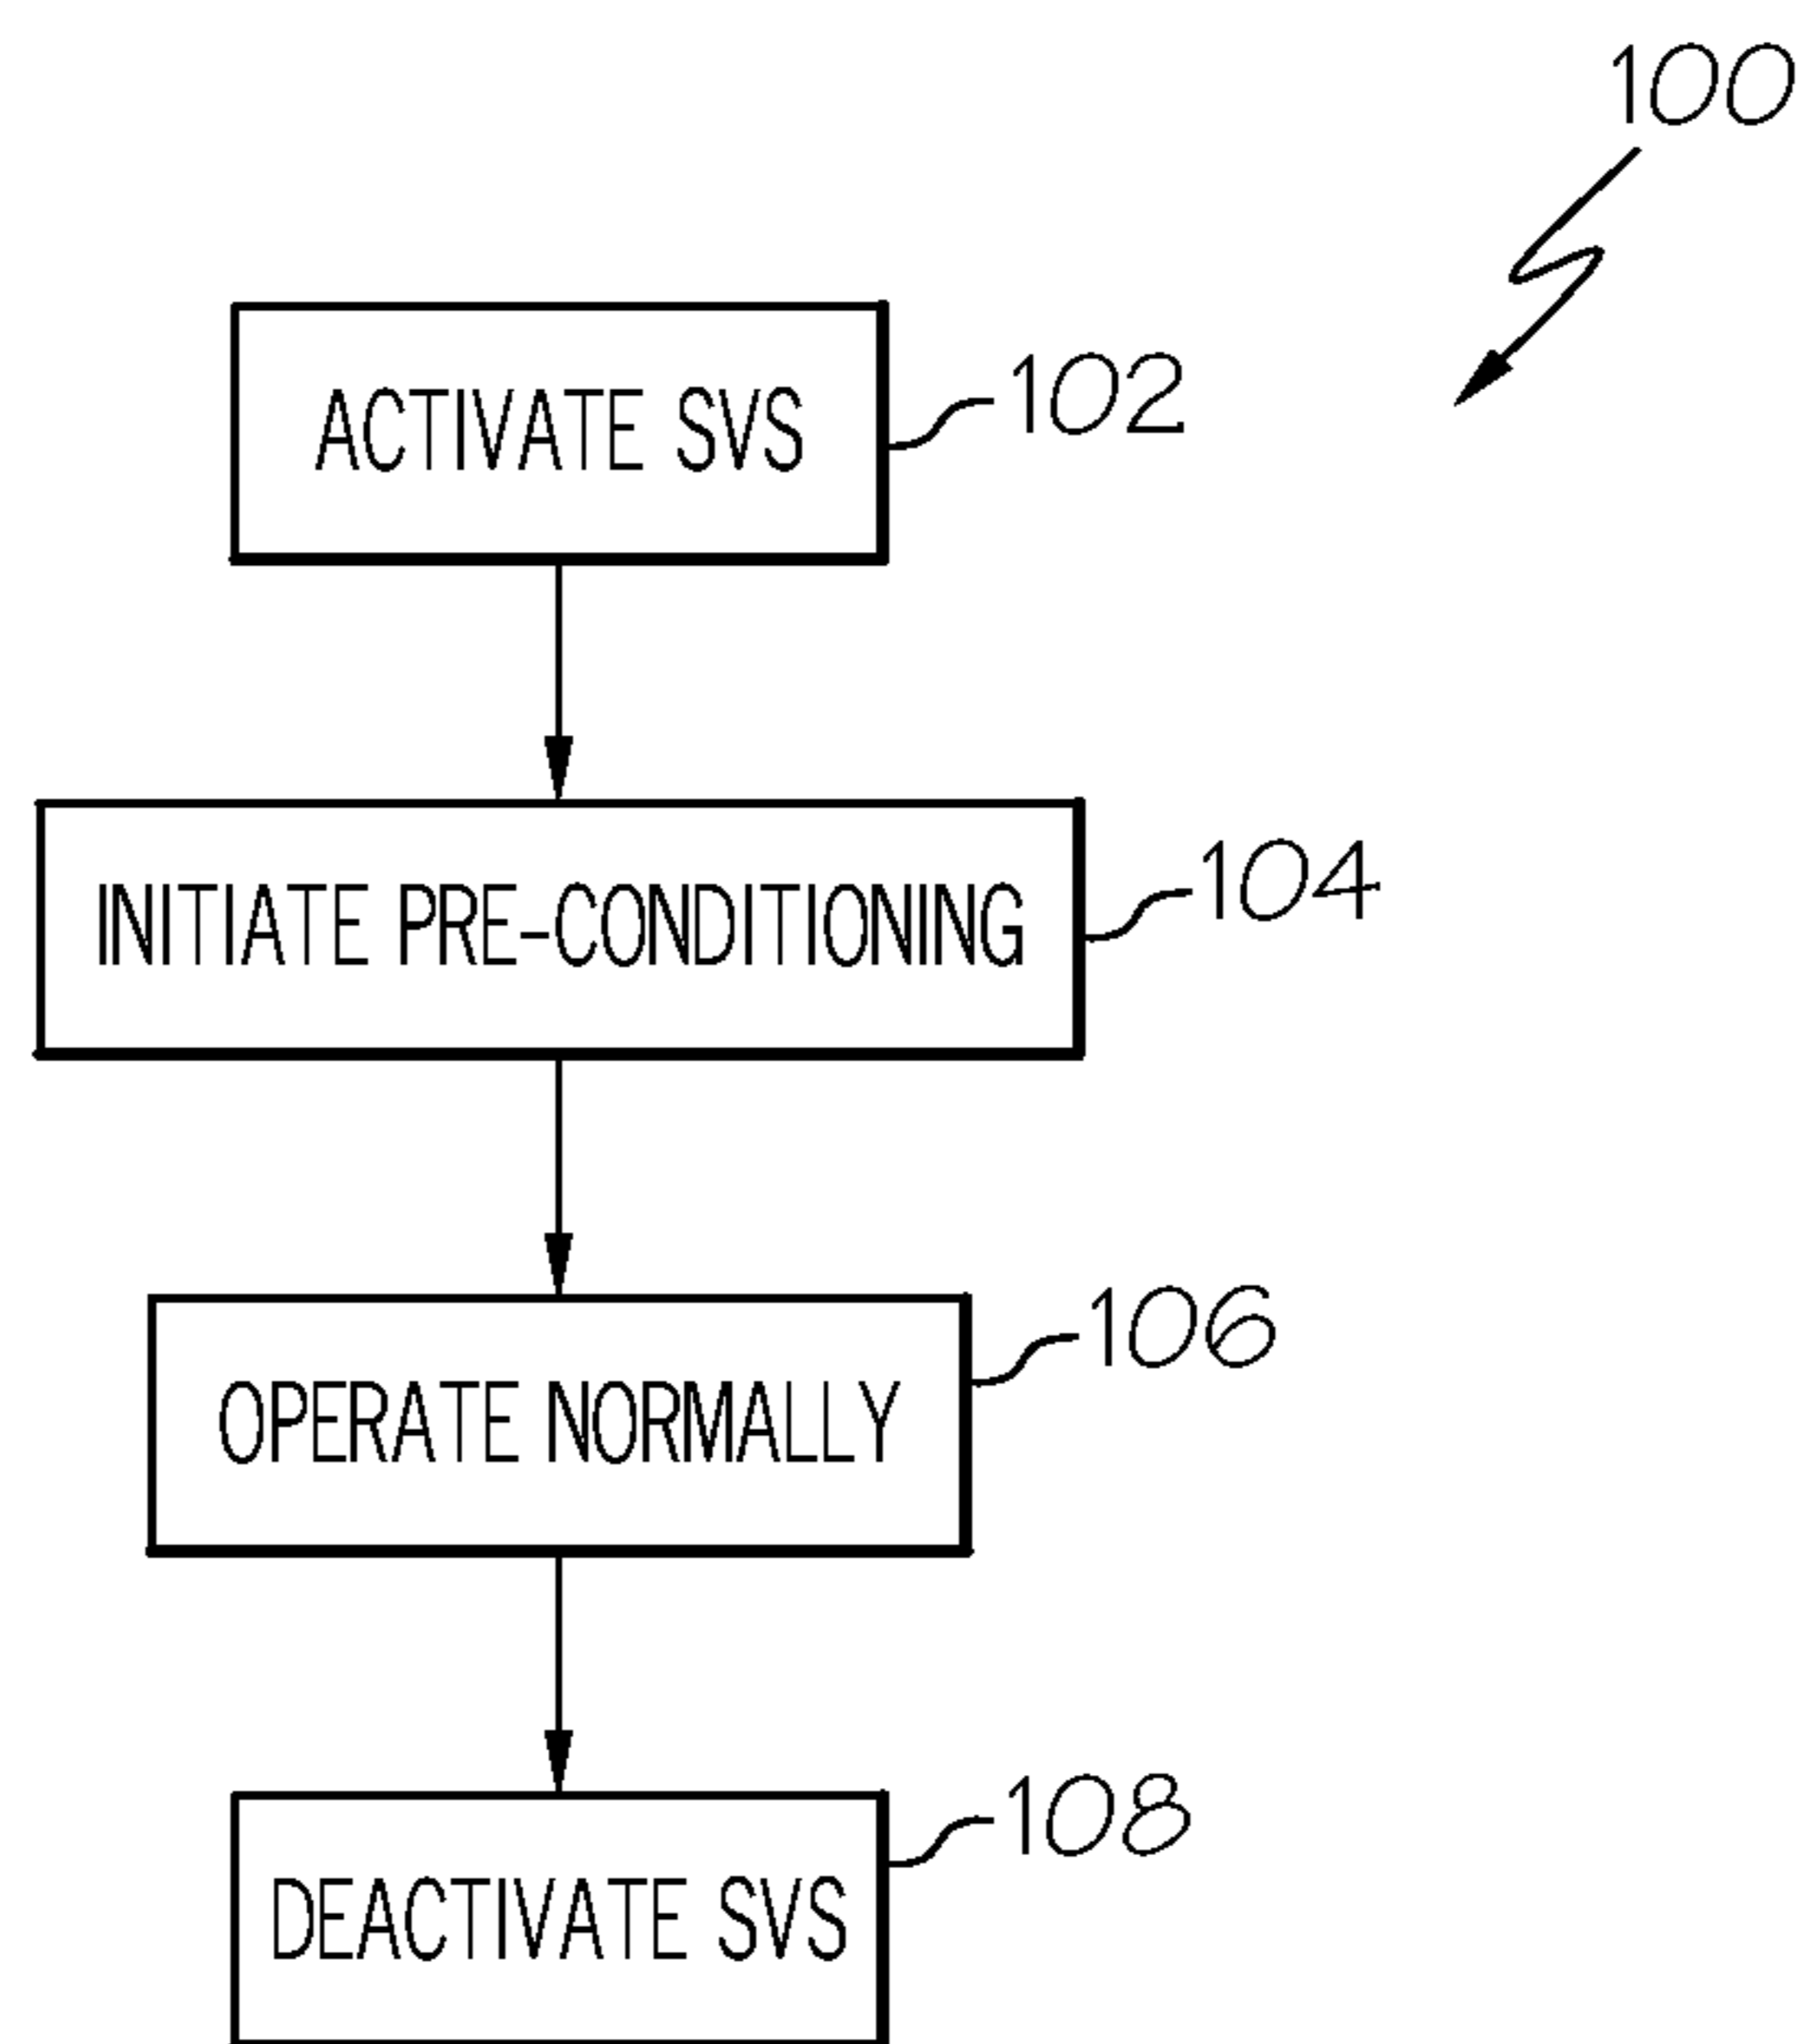 100
ACTIVATE SVS
102
INITIATE PRE-CONDITIONING
104
OPERATE NORMALLY
106
DEACTIVATE SVS
108